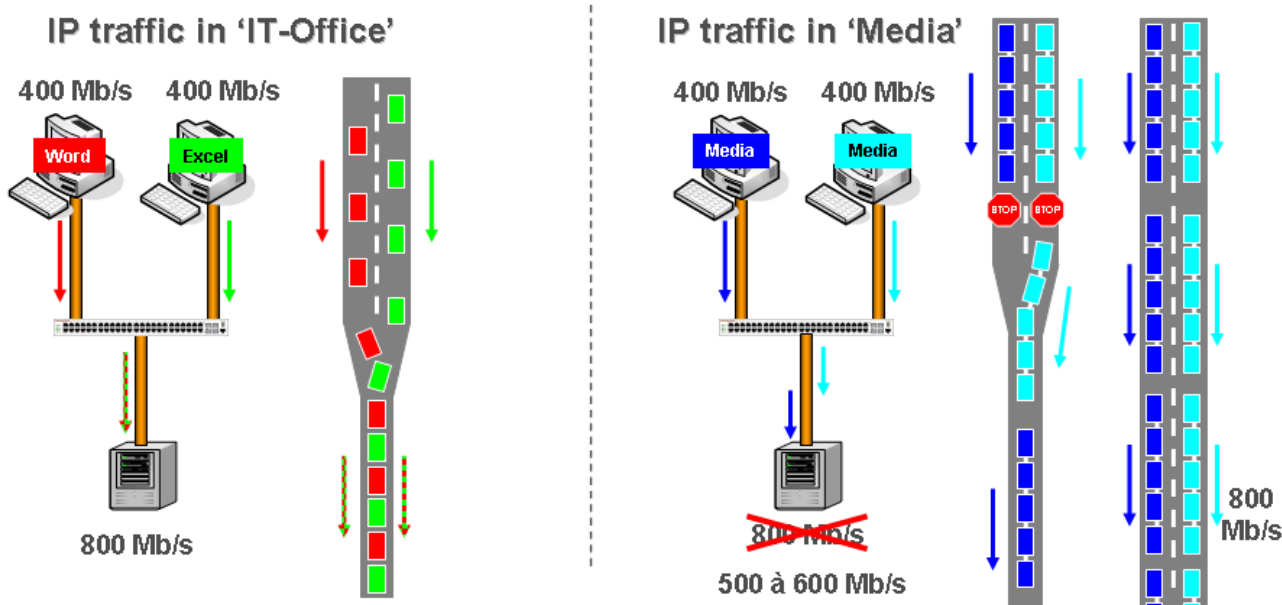 IP traffic in ‘IT-Office’
400 Mb/s
400 Mb/s
Word
Excel
800 Mb/s
IP traffic in ‘Media’
400 Mb/s
400 Mb/s
Media
Media
STOP
STOP
800 Mb/s
500 à 600 Mb/s
800
Mb/s